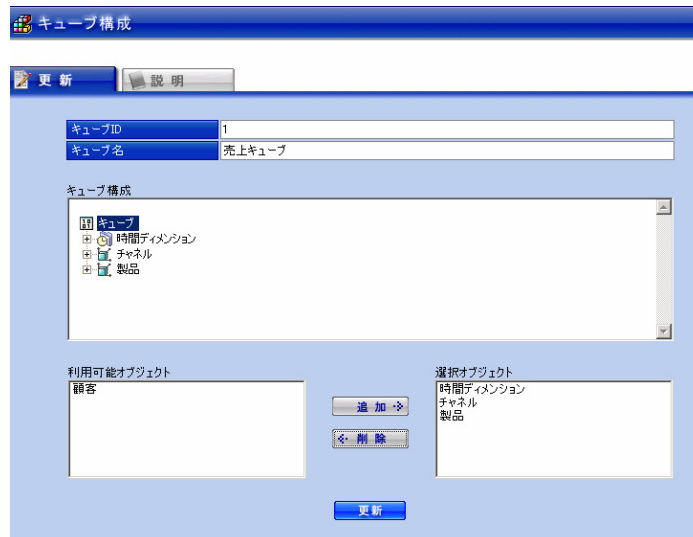 キューブ構成
更新 説明
キューブID 1
キューブ名 売上キューブ
キューブ構成
キューブ
時間ディメンション
チャネル
製品
利用可能オブジェクト 選択オブジェクト
顧客 時間ディメンション
追加 チャネル
製品
削除
更新